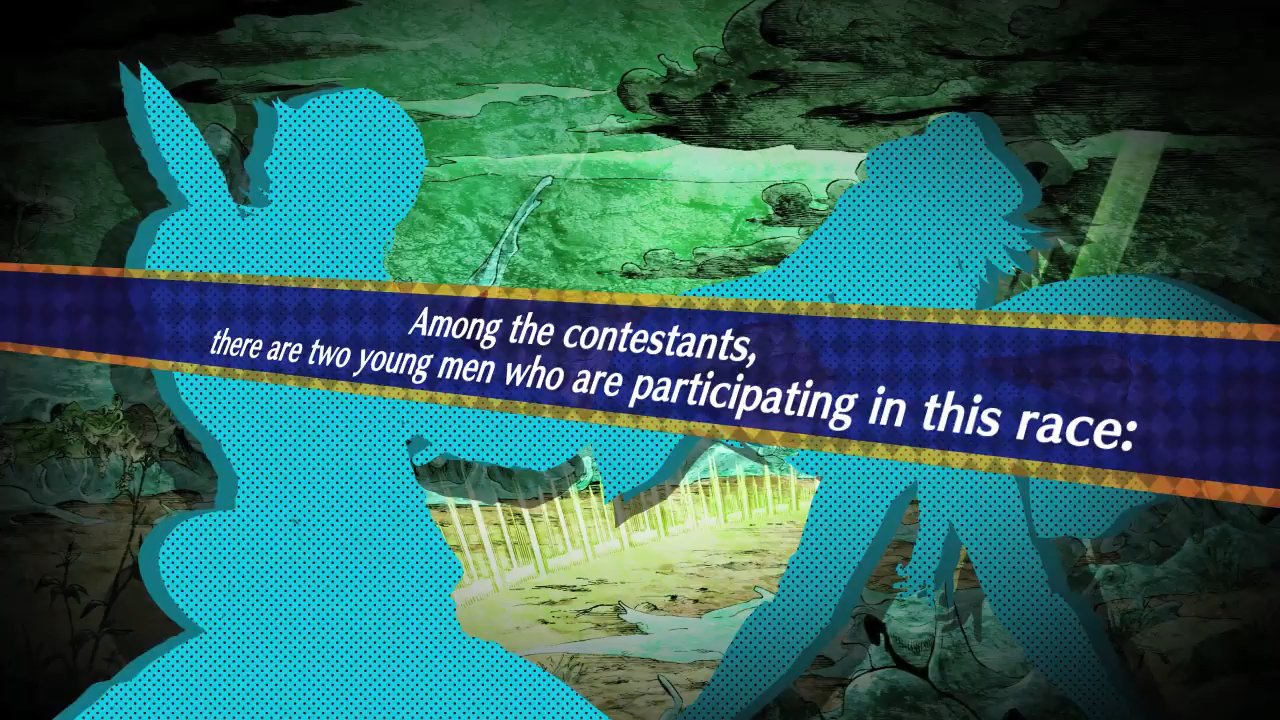 Among the contestants,
there are two young men who are participating in this race: